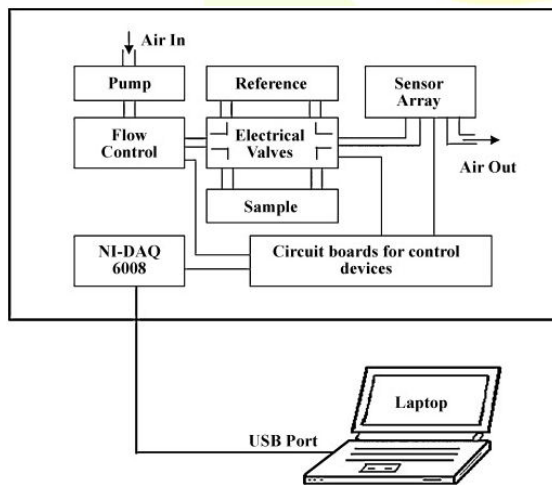 Air In
Pump
Reference
Sensor
Array
Flow
Control
Electrical
Valves
Air Out
Sample
NI-DAQ
6008
Circuit boards for control
devices
Laptop
USB Port